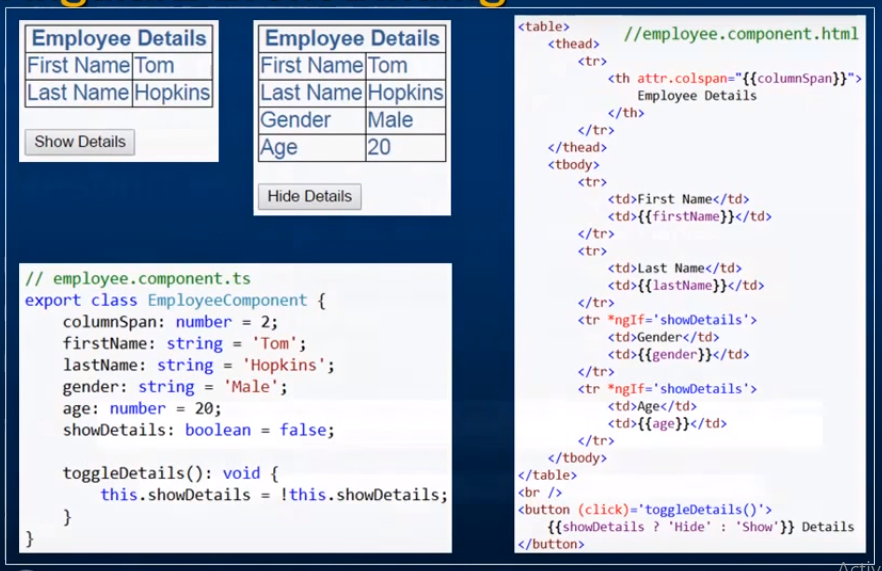 Employee Details
First Name Tom
Last Name Hopkins
Show Details
Employee Details
First Name Tom
Last Name Hopkins
Gender Male
Age 20
Hide Details
// employee.component.ts
export class EmployeeComponent {
    columnSpan: number = 2;
    firstName: string = 'Tom';
    lastName: string = 'Hopkins';
    gender: string = 'Male';
    age: number = 20;
    showDetails: boolean = false;
    toggleDetails(): void {
        this.showDetails = !this.showDetails;
    }
}
<table>
//employee.component.html
    <thead>
        <tr>
            <th attr.colspan="{{columnSpan}}">
                Employee Details
            </th>
        </tr>
    </thead>
    <tbody>
        <tr>
            <td>First Name</td>
            <td>{{firstName}}</td>
        </tr>
        <tr>
            <td>Last Name</td>
            <td>{{lastName}}</td>
        </tr>
        <tr *ngIf='showDetails'>
            <td>Gender</td>
            <td>{{gender}}</td>
        </tr>
        <tr *ngIf='showDetails'>
            <td>Age</td>
            <td>{{age}}</td>
        </tr>
    </tbody>
</table>
<br />
<button (click)='toggleDetails()'>
    {{showDetails ? 'Hide' : 'Show'}} Details
</button>